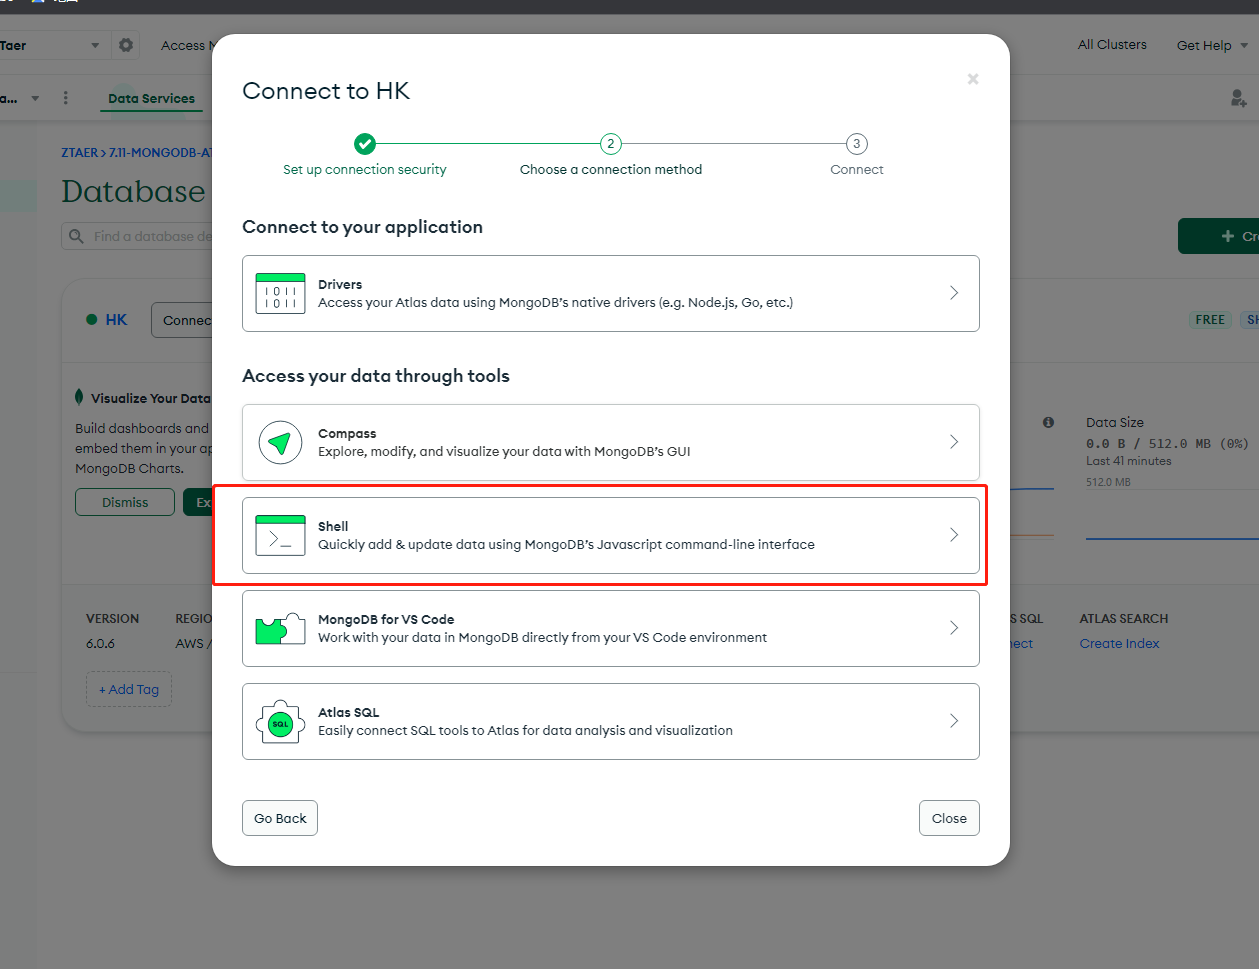 Taer
Access M
All Clusters
Get Help
a...
Data Services
ZTAER > 7.11-MONGODB-AT
Database
Find a database de
+ Cre
HK
Connec
FREE
SH
Visualize Your Data
Build dashboards and
embed them in your ap
MongoDB Charts.
Dismiss
Ex
Data Size
0.0 B / 512.0 MB (0%)
Last 41 minutes
512.0 MB
VERSION
REGIO
6.0.6
AWS /
+ Add Tag
S SQL
nect
ATLAS SEARCH
Create Index
Connect to HK
×
2
3
Set up connection security
Choose a connection method
Connect
Connect to your application
Drivers
Access your Atlas data using MongoDB's native drivers (e.g. Node.js, Go, etc.)
Access your data through tools
Compass
Explore, modify, and visualize your data with MongoDB's GUI
Shell
Quickly add & update data using MongoDB's Javascript command-line interface
MongoDB for VS Code
Work with your data in MongoDB directly from your VS Code environment
SQL
Atlas SQL
Easily connect SQL tools to Atlas for data analysis and visualization
Go Back
Close